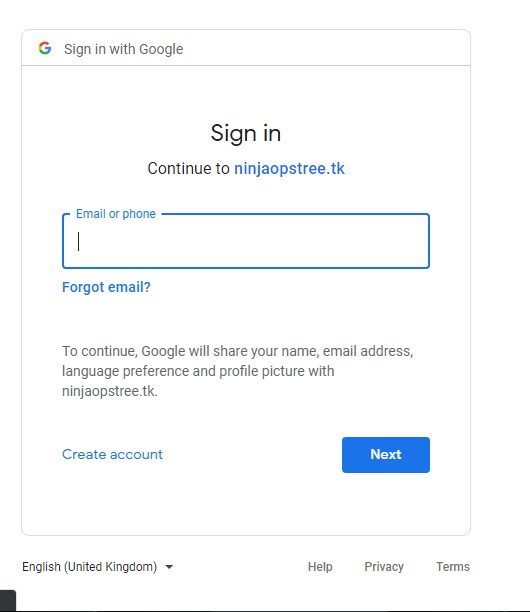 Sign in with Google
Sign in
Continue to ninjaopstree.tk
Email or phone
Forgot email?
To continue, Google will share your name, email address,
language preference and profile picture with
ninjaopstree.tk.
Create account
Next
English (United Kingdom)
Help
Privacy
Terms